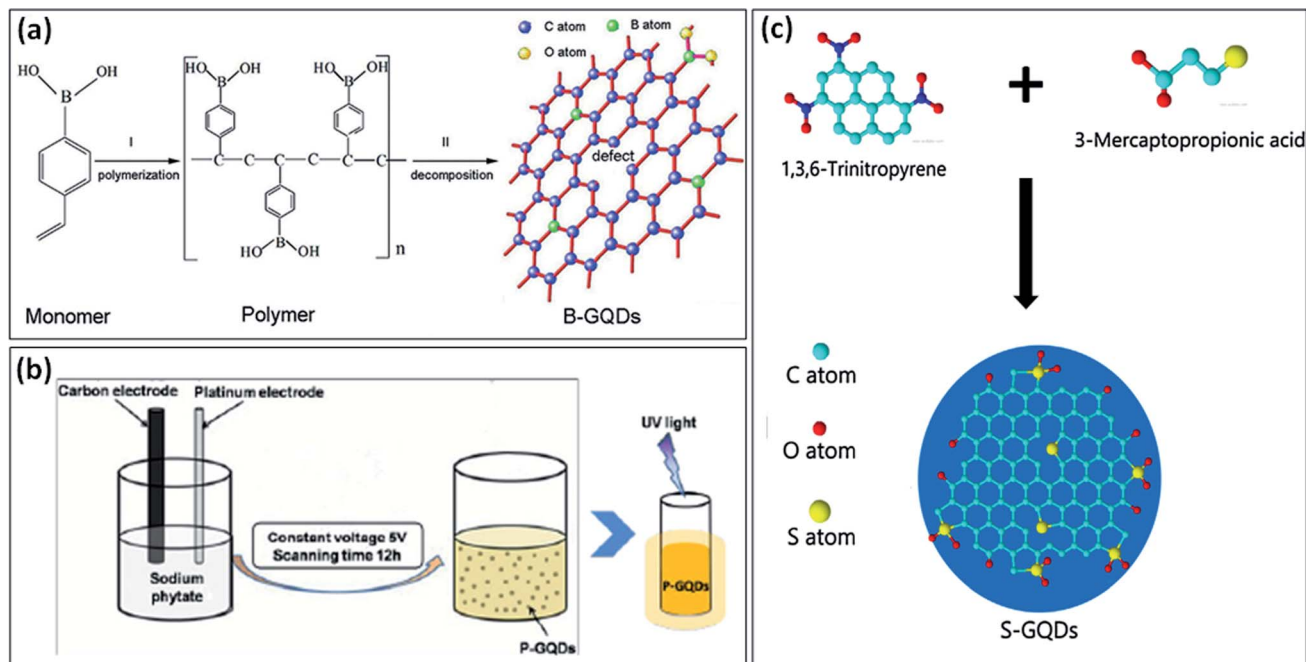 (a)
C atom B atom
O atom
HO OH
B
I
polymerization
HO OH HO OH
B B
C C C C C
B
HO OH
n
II
decomposition
defect
Monomer Polymer B-GQDs
(b)
Carbon electrode Platinum electrode
Sodium
phytate
Constant voltage 5V
Scanning time 12h
P-GQDs
UV light
P-GQDs
(c)
1,3,6-Trinitropyrene
+
3-Mercaptopropionic acid
C atom
O atom
S atom
S-GQDs